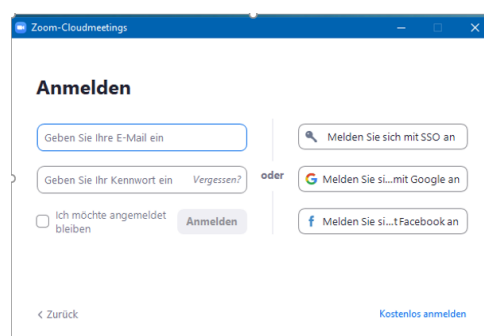 Zoom-Cloudmeetings
Anmelden
Geben Sie Ihre E-Mail ein
Geben Sie Ihr Kennwort ein
Vergessen?
Ich möchte angemeldet
bleiben
Anmelden
oder
Melden Sie sich mit SSO an
Melden Sie si...mit Google an
Melden Sie si...t Facebook an
< Zurück
Kostenlos anmelden